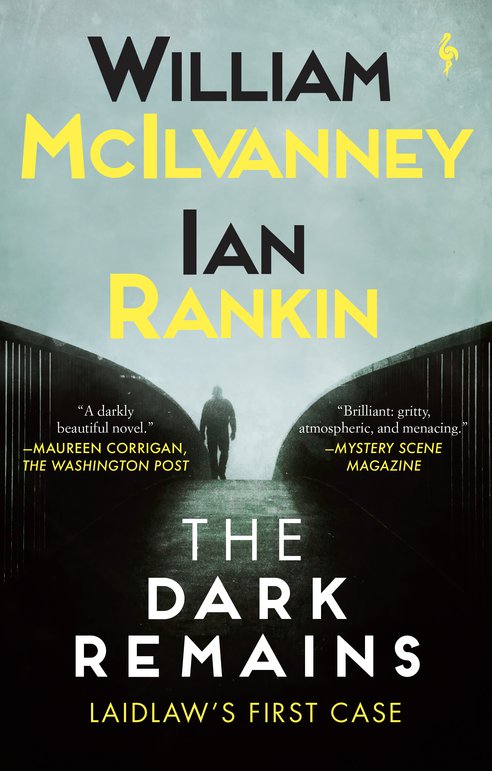 WILLIAM
MCILVANNEY
IAN
RANKIN
“A darkly
beautiful novel.”
—MAUREEN CORRIGAN,
THE WASHINGTON POST
“Brilliant: gritty,
atmospheric, and menacing.”
—MYSTERY SCENE
MAGAZINE
THE
DARK
REMAINS
LAIDLAW’S FIRST CASE